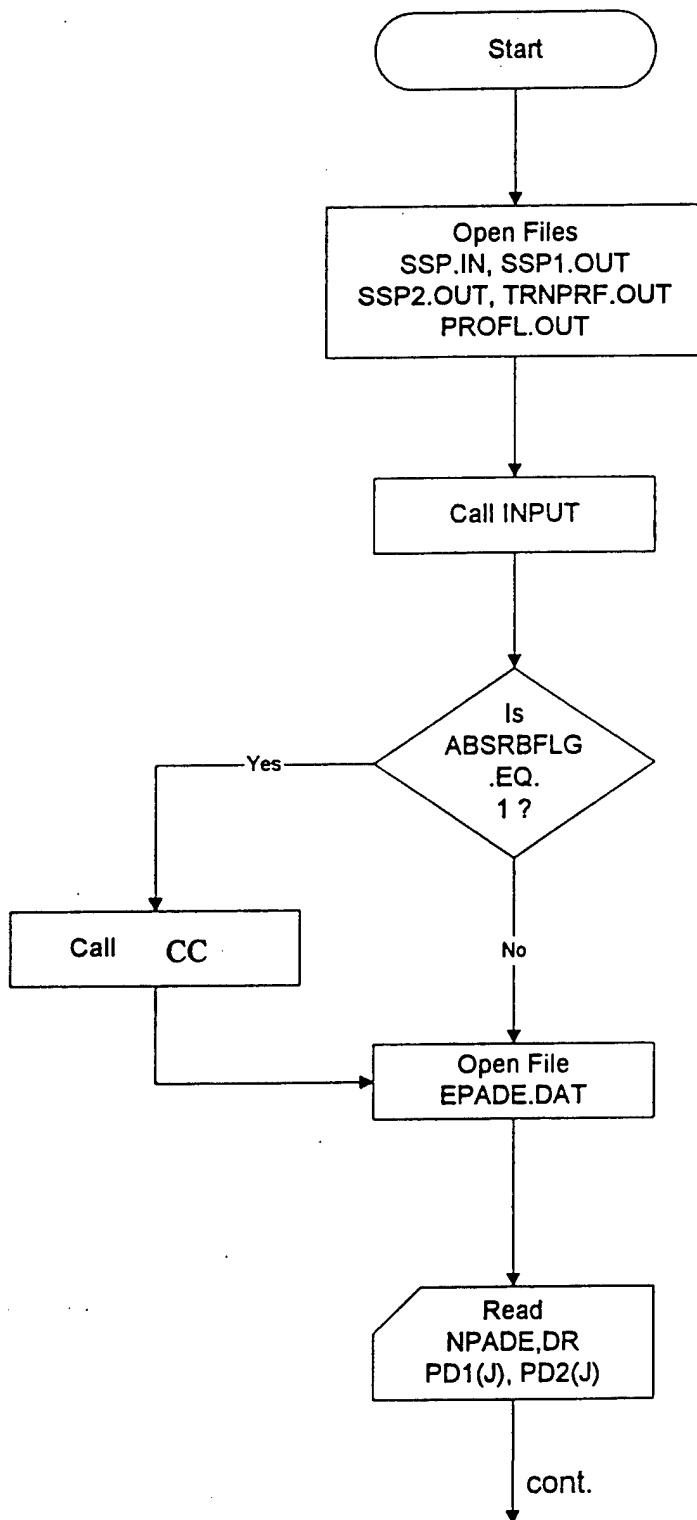 Start
Open Files
SSP.IN, SSP1.OUT
SSP2.OUT, TRNPRF.OUT
PROFL.OUT
Call INPUT
Is
ABSRBFLG
.EQ.
1 ?
Yes
Call CC
No
Open File
EPADE.DAT
Read
NPADE,DR
PD1(J), PD2(J)
cont.